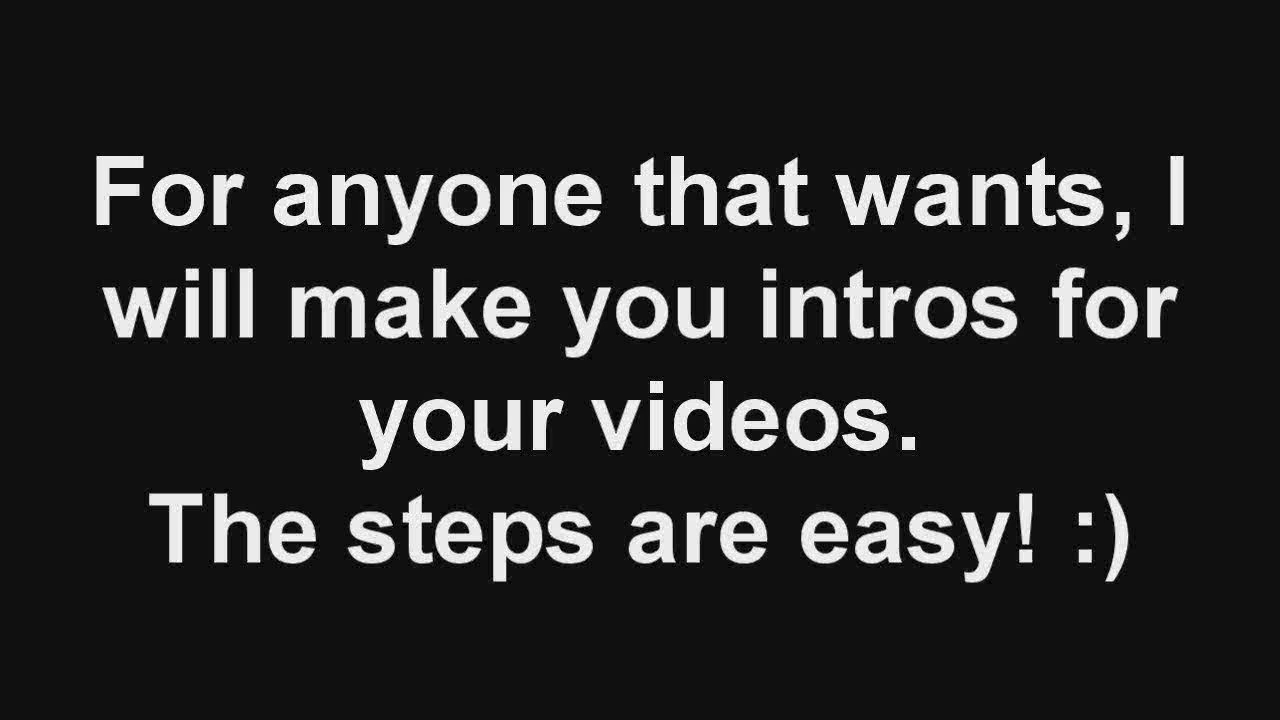 For anyone that wants, I
will make you intros for
your videos.
The steps are easy! :)